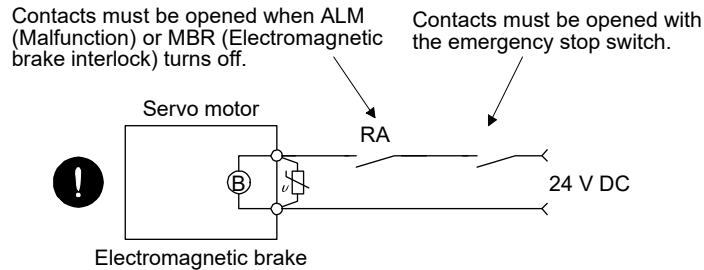 Contacts must be opened when ALM
(Malfunction) or MBR (Electromagnetic
brake interlock) turns off.
Contacts must be opened with
the emergency stop switch.
Servo motor
RA
B
υ
24 V DC
Electromagnetic brake